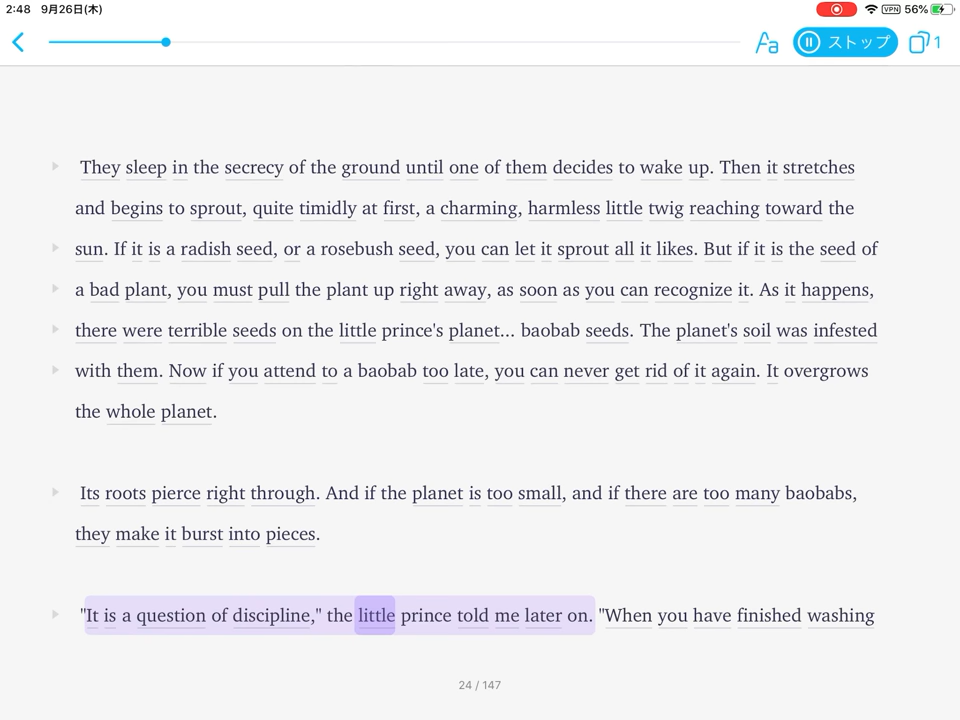 2:48 9月26日(木) VPN 56%
Aa ストップ 1
They sleep in the secrecy of the ground until one of them decides to wake up. Then it stretches
and begins to sprout, quite timidly at first, a charming, harmless little twig reaching toward the
sun. If it is a radish seed, or a rosebush seed, you can let it sprout all it likes. But if it is the seed of
a bad plant, you must pull the plant up right away, as soon as you can recognize it. As it happens,
there were terrible seeds on the little prince's planet... baobab seeds. The planet's soil was infested
with them. Now if you attend to a baobab too late, you can never get rid of it again. It overgrows
the whole planet.
Its roots pierce right through. And if the planet is too small, and if there are too many baobabs,
they make it burst into pieces.
"It is a question of discipline," the little prince told me later on. "When you have finished washing
24 / 147